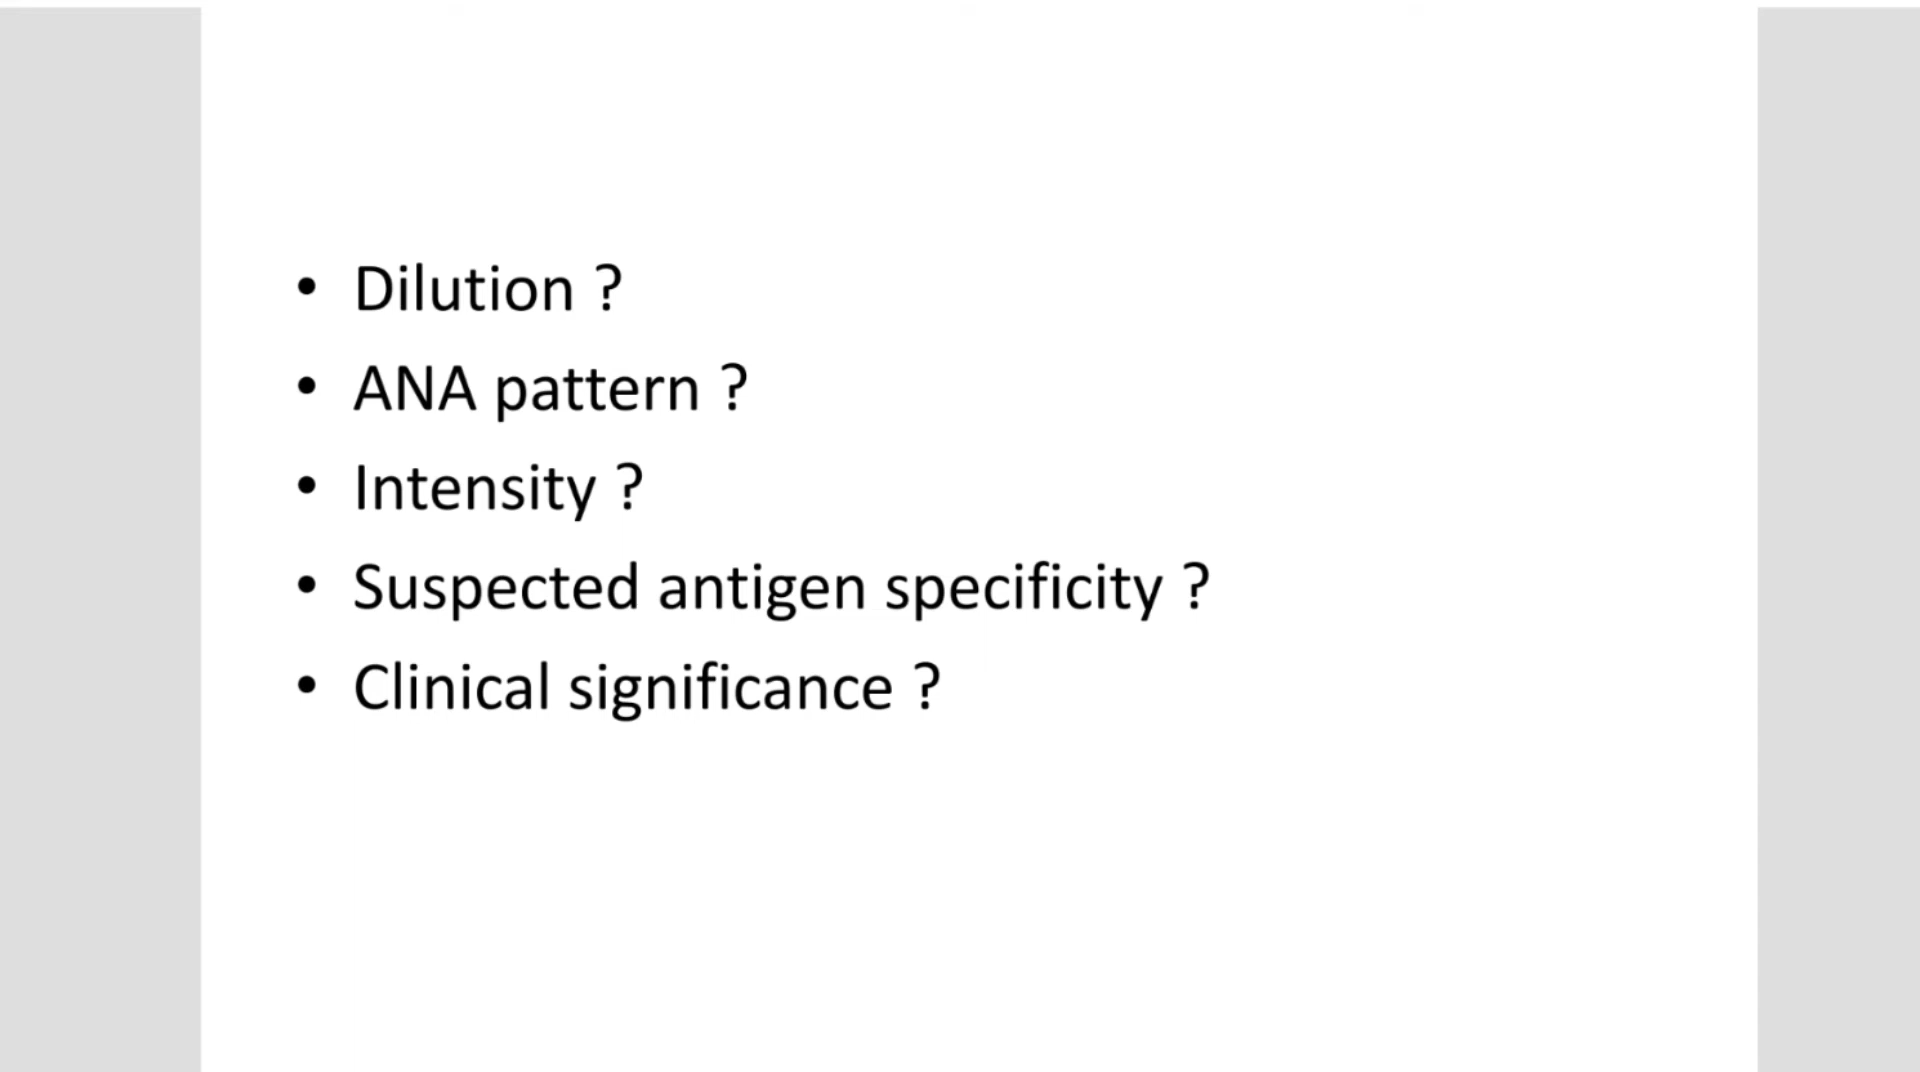 • Dilution ?
• ANA pattern ?
• Intensity ?
• Suspected antigen specificity ?
• Clinical significance ?